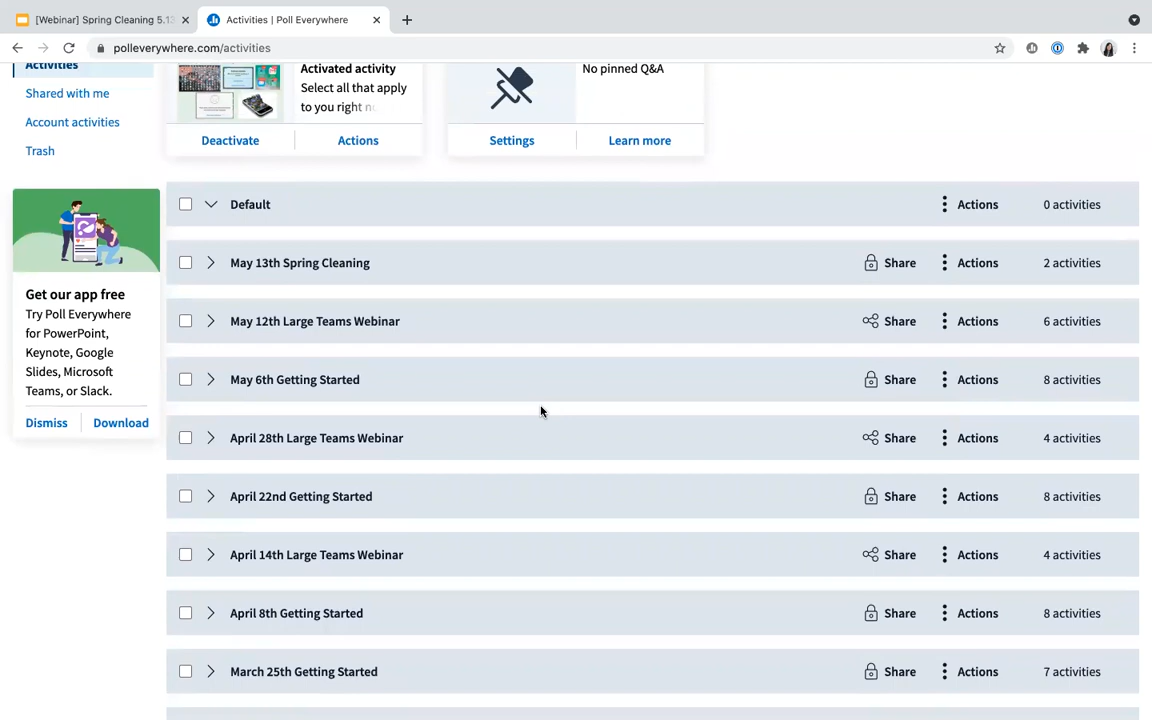 [Webinar] Spring Cleaning 5.13
Activities | Poll Everywhere
polleverywhere.com/activities
Activities
Shared with me
Account activities
Trash
Activated activity
Select all that apply
to you right n
Deactivate
Actions
No pinned Q&A
Settings
Learn more
Get our app free
Try Poll Everywhere
for PowerPoint,
Keynote, Google
Slides, Microsoft
Teams, or Slack.
Dismiss
Download
Default Actions 0 activities
May 13th Spring Cleaning Share Actions 2 activities
May 12th Large Teams Webinar Share Actions 6 activities
May 6th Getting Started Share Actions 8 activities
April 28th Large Teams Webinar Share Actions 4 activities
April 22nd Getting Started Share Actions 8 activities
April 14th Large Teams Webinar Share Actions 4 activities
April 8th Getting Started Share Actions 8 activities
March 25th Getting Started Share Actions 7 activities